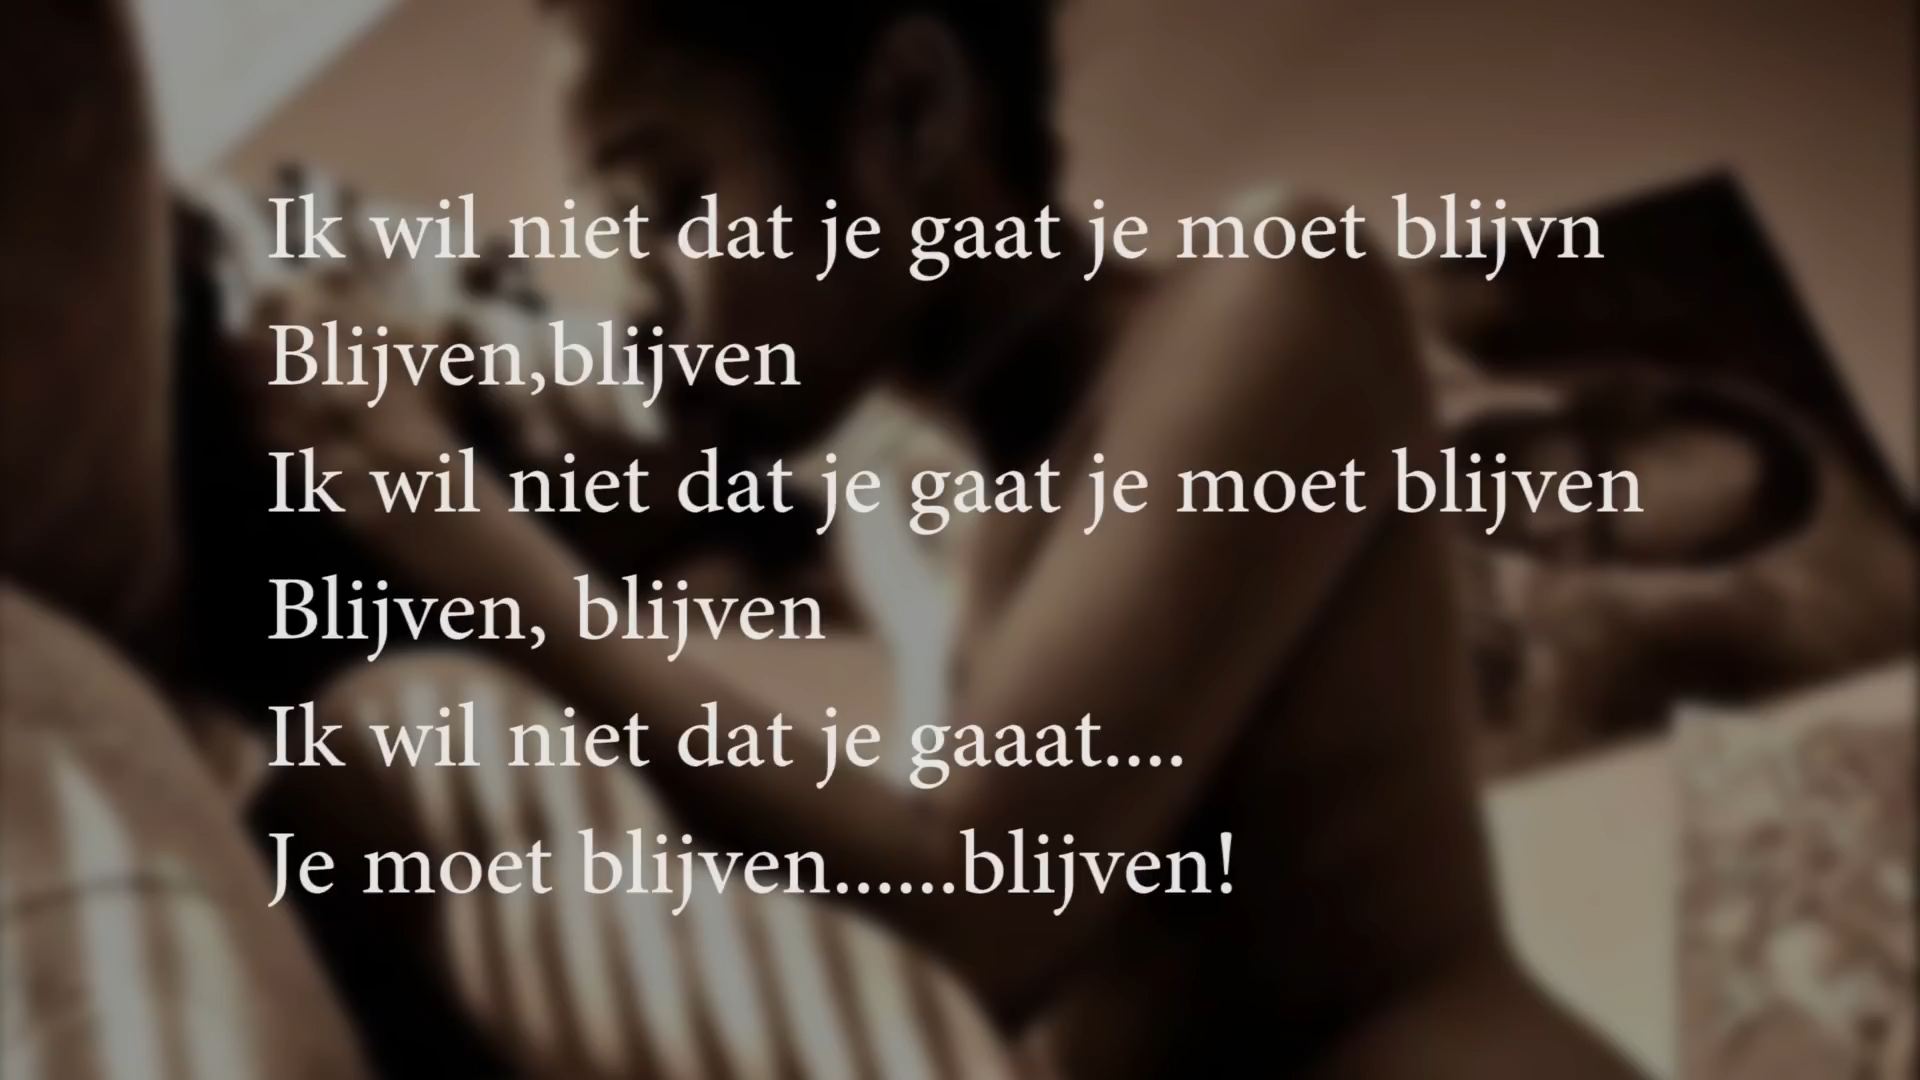 Ik wil niet dat je gaat je moet blijvn
Blijven,blijven
Ik wil niet dat je gaat je moet blijven
Blijven, blijven
Ik wil niet dat je gaaat....
Je moet blijven......blijven!